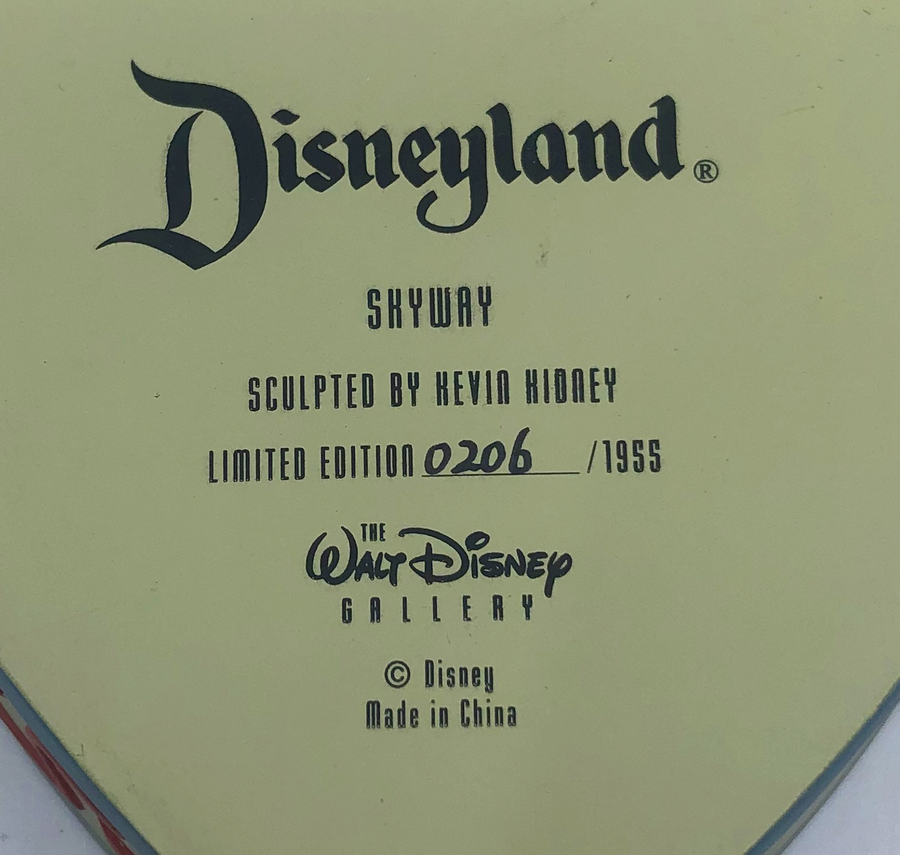 Disneyland®
SKYWAY
SCULPTED BY KEVIN KIDNEY
LIMITED EDITION 0206 /1955
THE
WALT DISNEY
GALLERY
© Disney
Made in China